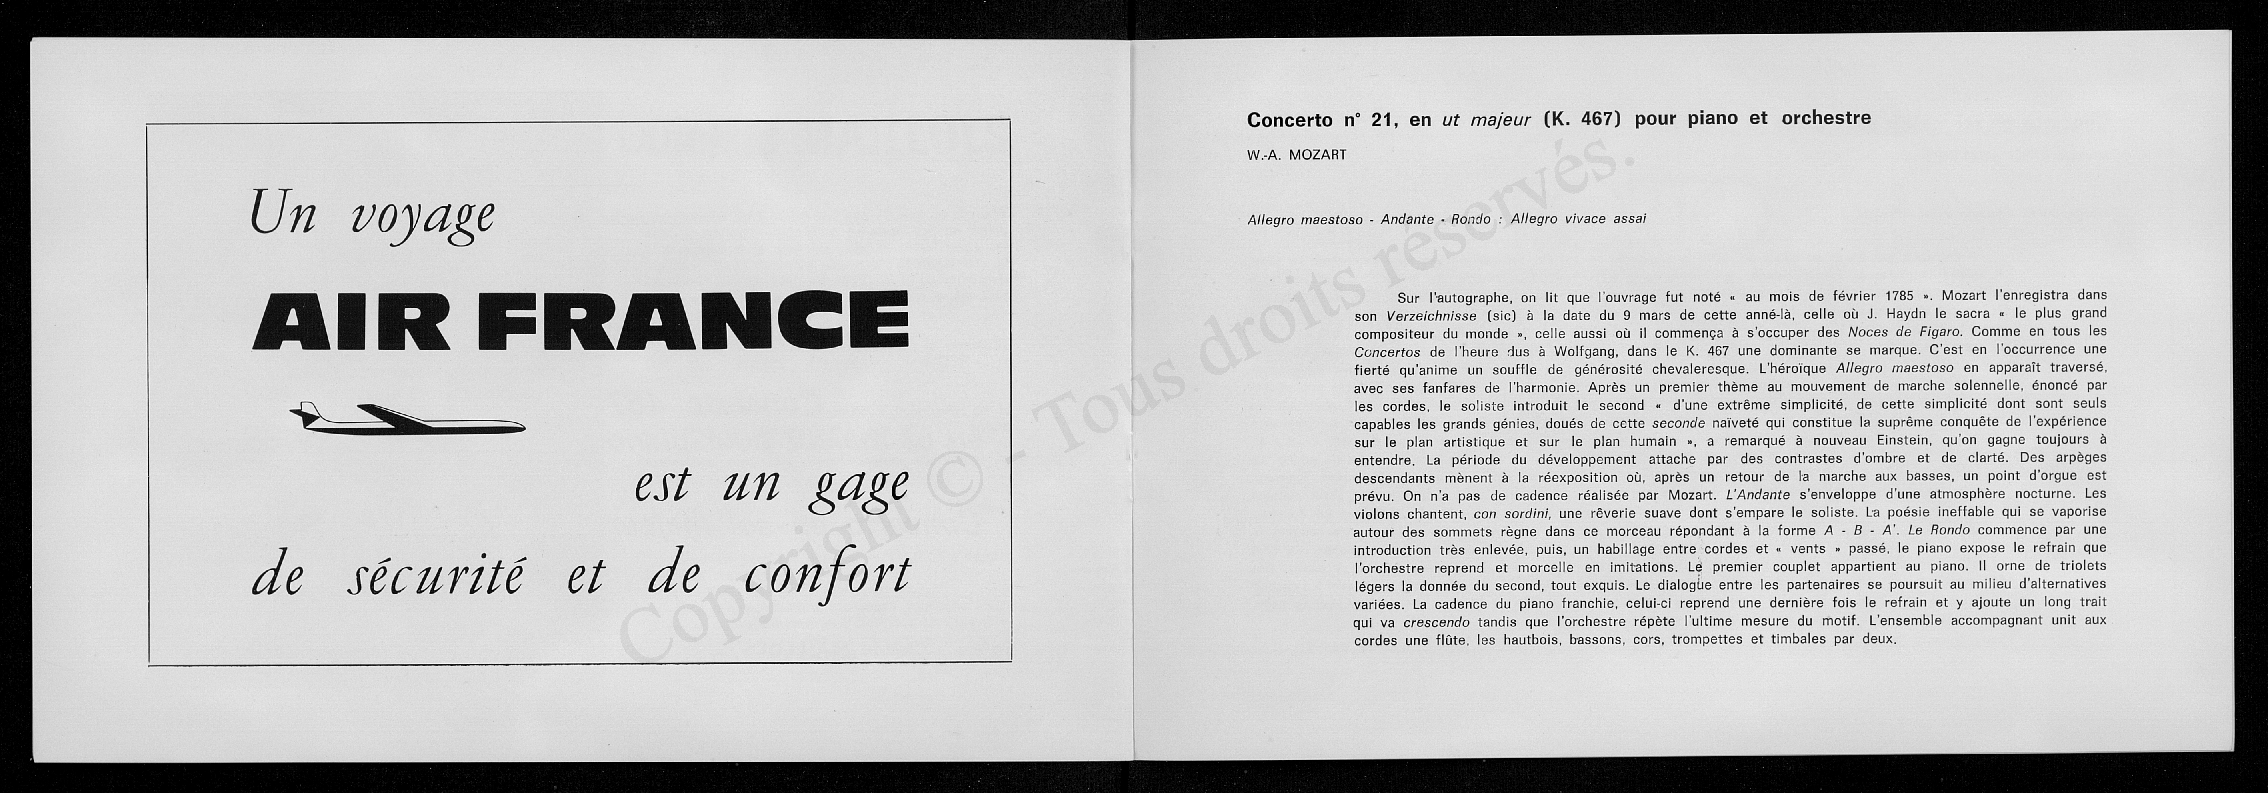 Un voyage
AIR FRANCE
est un gage
de sécurité et de confort
Concerto n° 21, en ut majeur (K. 467) pour piano et orchestre
W.-A. MOZART
Allegro maestoso - Andante - Rondo : Allegro vivace assai
Sur l'autographe, on lit que l'ouvrage fut noté « au mois de février 1785 ». Mozart l'enregistra dans
son Verzeichnisse (sic) à la date du 9 mars de cette anné-là, celle où J. Haydn le sacra « le plus grand
compositeur du monde », celle aussi où il commença à s'occuper des Noces de Figaro. Comme en tous les
Concertos de l'heure dus à Wolfgang, dans le K. 467 une dominante se marque. C'est en l'occurrence une
fierté qu'anime un souffle de générosité chevaleresque. L'héroïque Allegro maestoso en apparaît traversé,
avec ses fanfares de l'harmonie. Après un premier thème au mouvement de marche solennelle, énoncé par
les cordes, le soliste introduit le second « d'une extrême simplicité, de cette simplicité dont sont seuls
capables les grands génies, doués de cette seconde naïveté qui constitue la suprême conquête de l'expérience
sur le plan artistique et sur le plan humain », a remarqué à nouveau Einstein, qu'on gagne toujours à
entendre. La période du développement attache par des contrastes d'ombre et de clarté. Des arpèges
descendants mènent à la réexposition où, après un retour de la marche aux basses, un point d'orgue est
prévu. On n'a pas de cadence réalisée par Mozart. L'Andante s'enveloppe d'une atmosphère nocturne. Les
violons chantent, con sordini, une rêverie suave dont s'empare le soliste. La poésie ineffable qui se vaporise
autour des sommets règne dans ce morceau répondant à la forme A - B - A'. Le Rondo commence par une
introduction très enlevée, puis, un habillage entre cordes et « vents » passé, le piano expose le refrain que
l'orchestre reprend et morcelle en imitations. Le premier couplet appartient au piano. Il orne de triolets
légers la donnée du second, tout exquis. Le dialogue entre les partenaires se poursuit au milieu d'alternatives
variées. La cadence du piano franchie, celui-ci reprend une dernière fois le refrain et y ajoute un long trait
qui va crescendo tandis que l'orchestre répète l'ultime mesure du motif. L'ensemble accompagnant unit aux
cordes une flûte, les hautbois, bassons, cors, trompettes et timbales par deux.
Copyright © - Tous droits réservés.